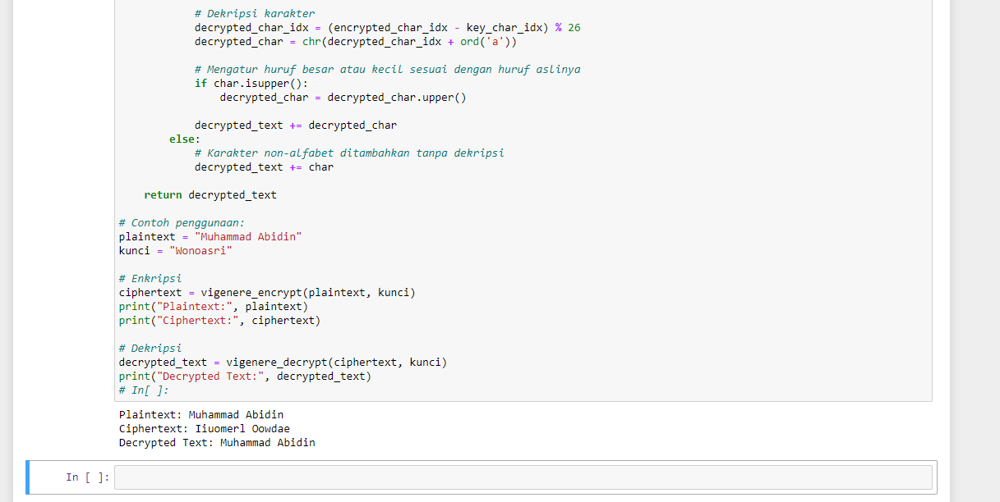 # Dekripsi karakter
decrypted_char_idx = (encrypted_char_idx - key_char_idx) % 26
decrypted_char = chr(decrypted_char_idx + ord('a'))
# Mengatur huruf besar atau kecil sesuai dengan huruf aslinya
if char.isupper():
decrypted_char = decrypted_char.upper()
decrypted_text += decrypted_char
else:
# Karakter non-alfabet ditambahkan tanpa dekripsi
decrypted_text += char
return decrypted_text
# Contoh penggunaan:
plaintext = "Muhammad Abidin"
kunci = "Wonoasri"
# Enkripsi
ciphertext = vigenere_encrypt(plaintext, kunci)
print("Plaintext:", plaintext)
print("Ciphertext:", ciphertext)
# Dekripsi
decrypted_text = vigenere_decrypt(ciphertext, kunci)
print("Decrypted Text:", decrypted_text)
# In[ ]:
Plaintext: Muhammad Abidin
Ciphertext: Iiuomerl Oowdae
Decrypted Text: Muhammad Abidin
In [ ]: